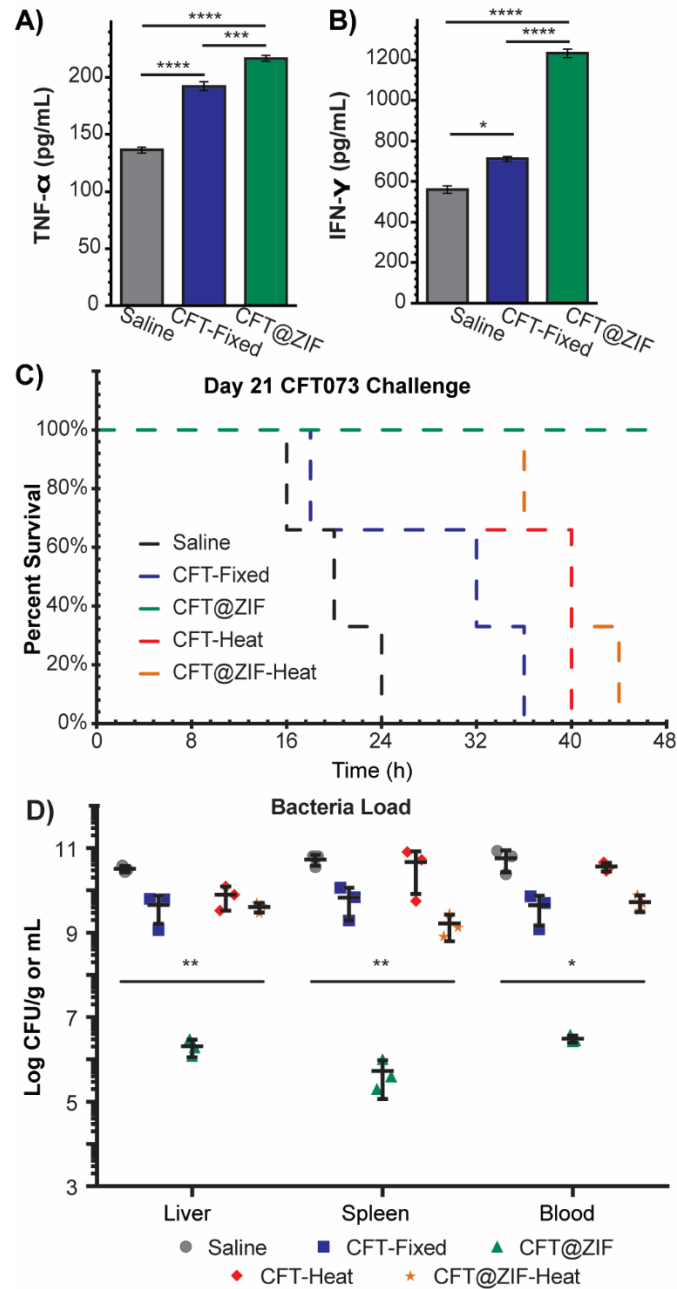 A)
****
***
****
TNF-α (pg/mL)
200
150
100
50
0
Saline
CFT-Fixed
CFT@ZIF
B)
****
****
*
IFN-γ (pg/mL)
1200
1000
800
600
400
200
0
Saline
CFT-Fixed
CFT@ZIF
C)
Day 21 CFT073 Challenge
Percent Survival
100%
80%
60%
40%
20%
0%
Saline
CFT-Fixed
CFT@ZIF
CFT-Heat
CFT@ZIF-Heat
0 8 16 24 32 40 48
Time (h)
D)
Bacteria Load
Log CFU/g or mL
11
9
7
5
3
** ** *
Liver Spleen Blood
Saline CFT-Fixed CFT@ZIF
CFT-Heat CFT@ZIF-Heat